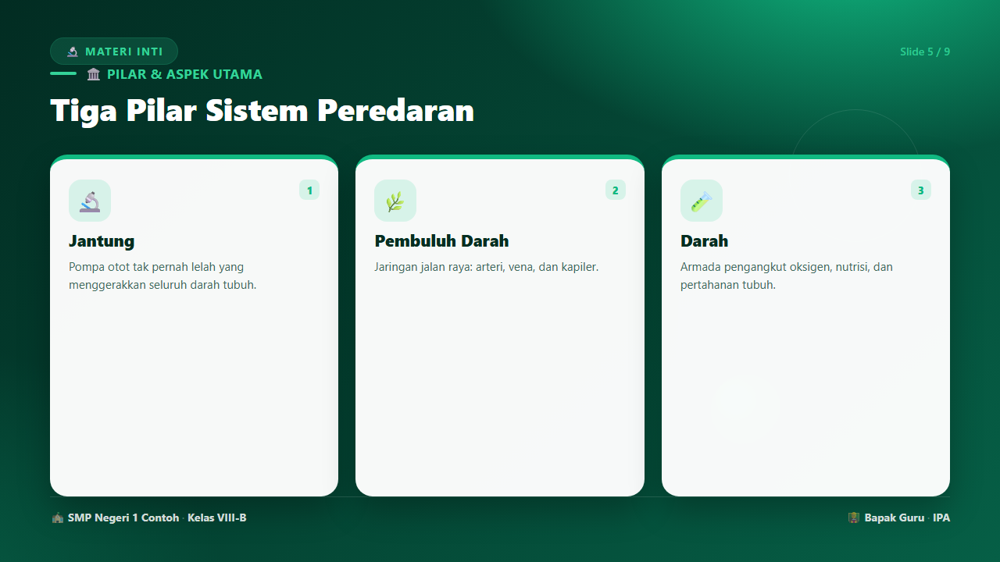 MATERI INTI
Slide 5 / 9
PILAR & ASPEK UTAMA
Tiga Pilar Sistem Peredaran
1
Jantung
Pompa otot tak pernah lelah yang
menggerakkan seluruh darah tubuh.
2
Pembuluh Darah
Jaringan jalan raya: arteri, vena, dan kapiler.
3
Darah
Armada pengangkut oksigen, nutrisi, dan
pertahanan tubuh.
SMP Negeri 1 Contoh · Kelas VIII-B
Bapak Guru · IPA